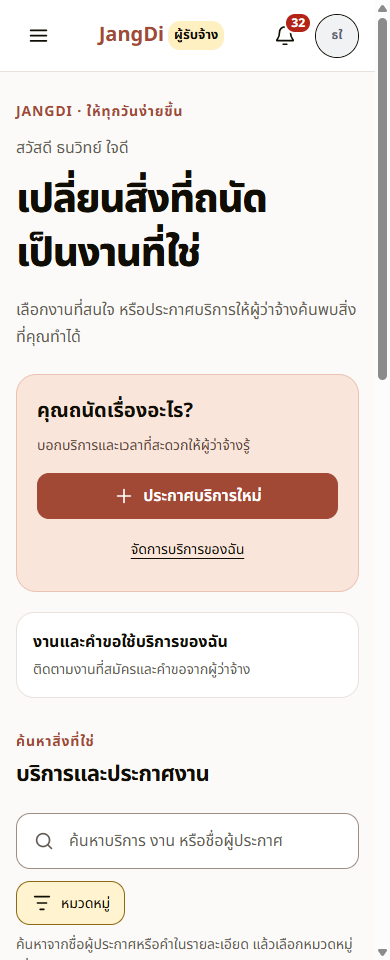 JangDi ผู้รับจ้าง
32
ธใ
JANGDI · ให้ทุกวันง่ายขึ้น
สวัสดี ธนวิทย์ ใจดี
เปลี่ยนสิ่งที่ถนัด
เป็นงานที่ใช่
เลือกงานที่สนใจ หรือประกาศบริการให้ผู้ว่าจ้างค้นพบสิ่ง
ที่คุณทำได้
คุณถนัดเรื่องอะไร?
บอกบริการและเวลาที่สะดวกให้ผู้ว่าจ้างรู้
ประกาศบริการใหม่
จัดการบริการของฉัน
งานและคำขอใช้บริการของฉัน
ติดตามงานที่สมัครและคำขอจากผู้ว่าจ้าง
ค้นหาสิ่งที่ใช่
บริการและประกาศงาน
ค้นหาบริการ งาน หรือชื่อผู้ประกาศ
หมวดหมู่
ค้นหาจากชื่อผู้ประกาศหรือคำในรายละเอียด แล้วเลือกหมวดหมู่